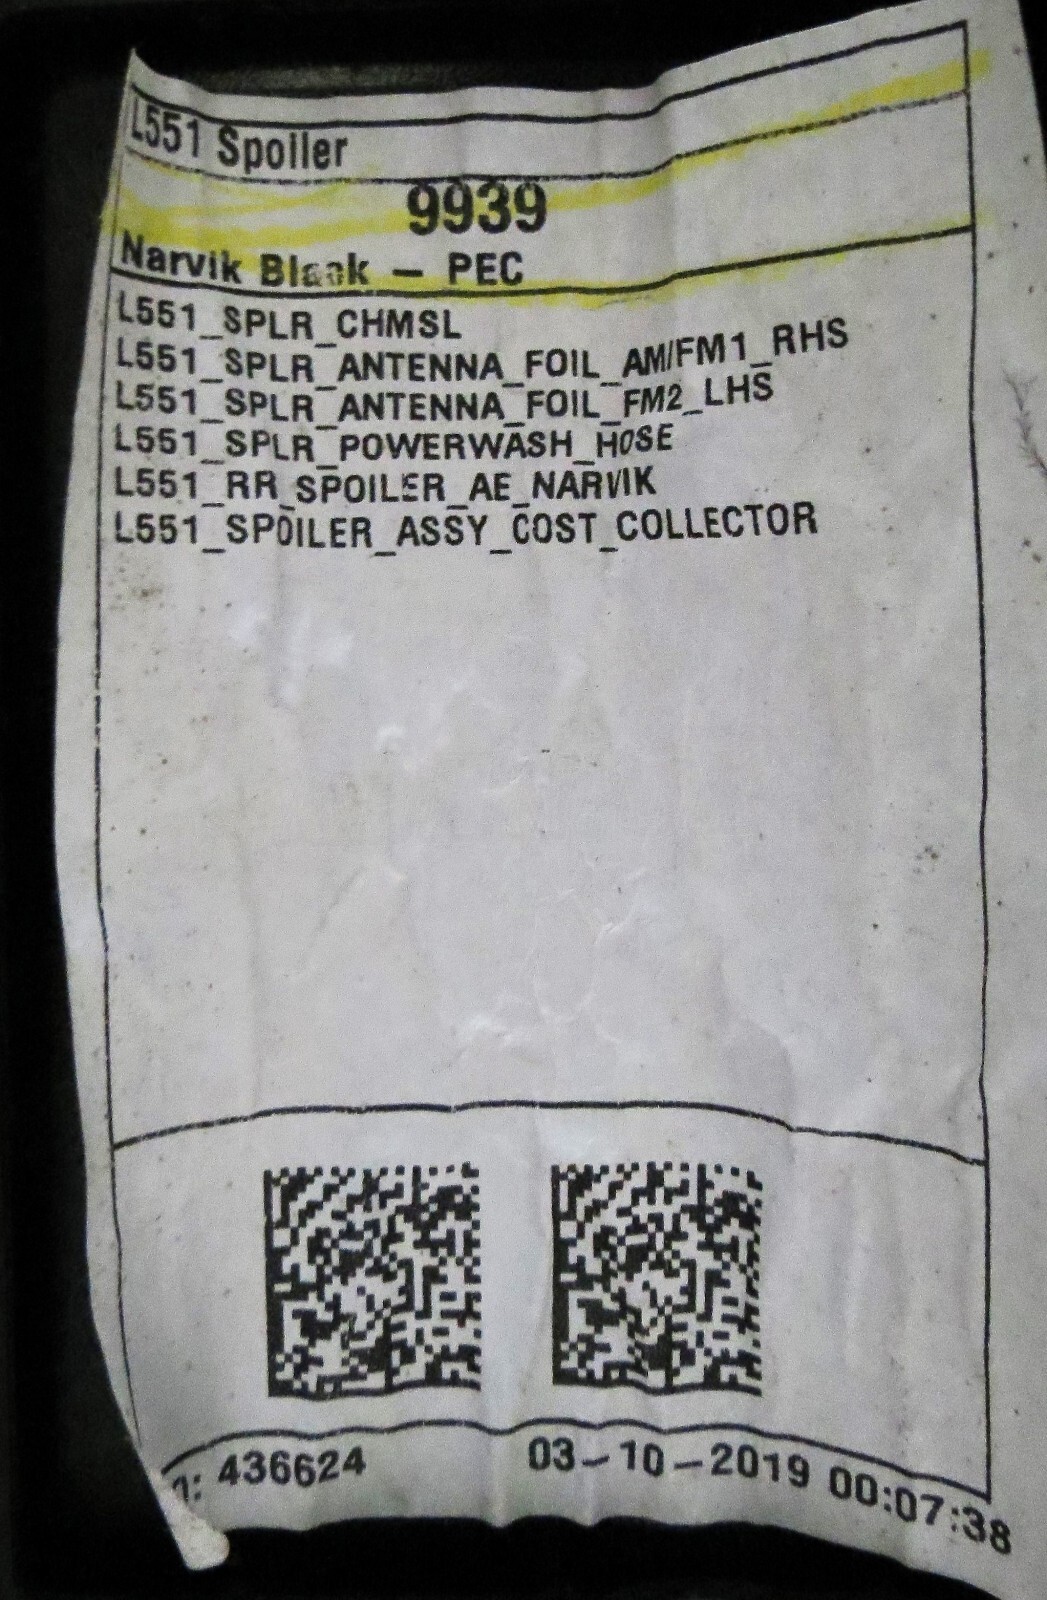 L551 Spoiler
9939
Narvik Black – PEC
L551_SPLR_CHMSL
L551_SPLR_ANTENNA_FOIL_AM/FM1_RHS
L551_SPLR_ANTENNA_FOIL_FM2_LHS
L551_SPLR_POWERWASH_HOSE
L551_RR_SPOILER_AE_NARVIK
L551_SPOILER_ASSY_COST_COLLECTOR
436624 03-10-2019 00:07:38